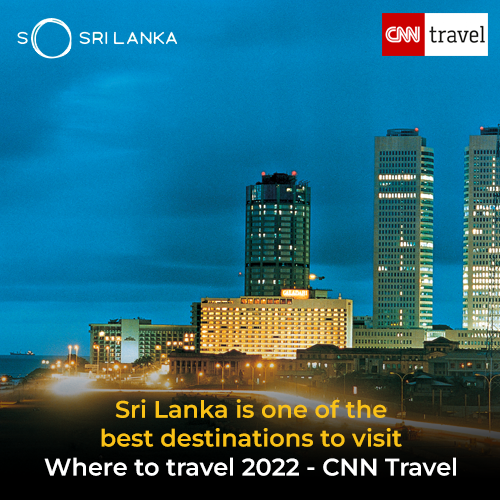 SO SRI LANKA
CNN travel
Sri Lanka is one of the
best destinations to visit
Where to travel 2022 - CNN Travel